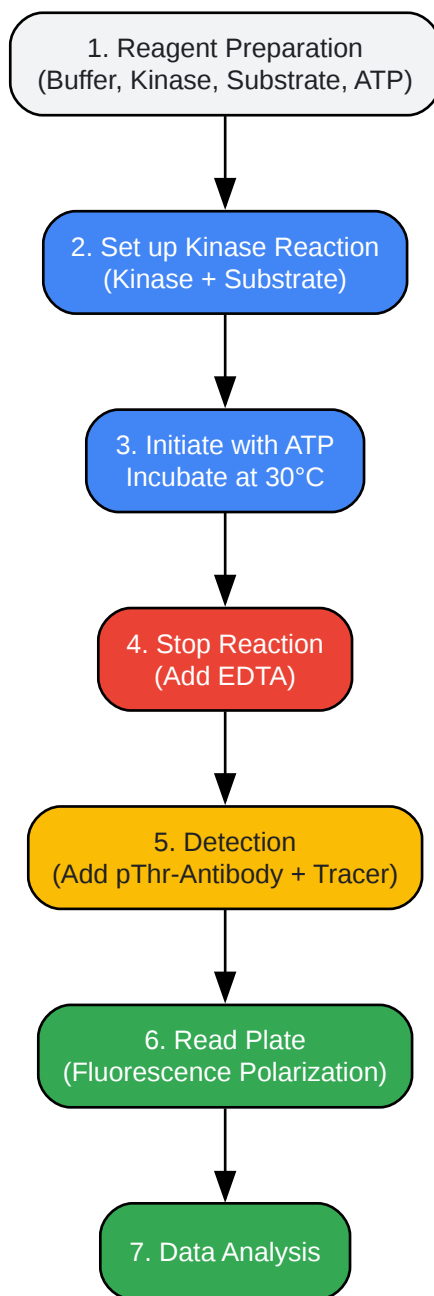 1. Reagent Preparation
(Buffer, Kinase, Substrate, ATP)
2. Set up Kinase Reaction
(Kinase + Substrate)
3. Initiate with ATP
Incubate at 30°C
4. Stop Reaction
(Add EDTA)
5. Detection
(Add pThr-Antibody + Tracer)
6. Read Plate
(Fluorescence Polarization)
7. Data Analysis